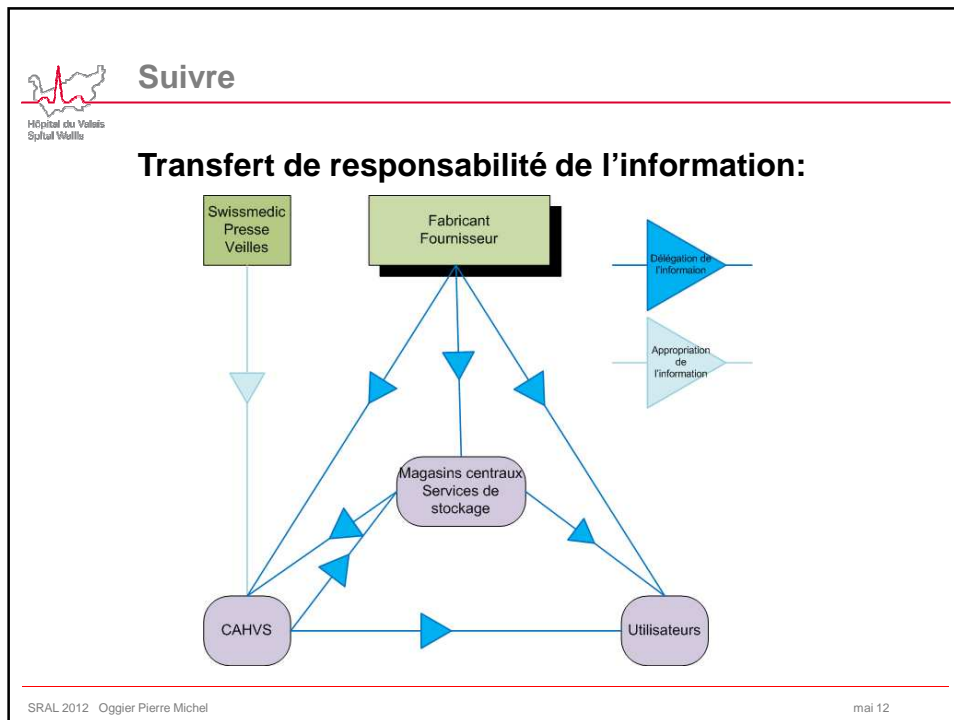 Suivre
Hôpital du Valais
Spital Wallis
Transfert de responsabilité de l'information:
Swissmedic
Presse
Veilles
Fabricant
Fournisseur
Délégation de
l'informaion
Appropriation
de
l'information
Magasins centraux
Services de
stockage
CAHVS
Utilisateurs
SRAL 2012 Oggier Pierre Michel
mai 12